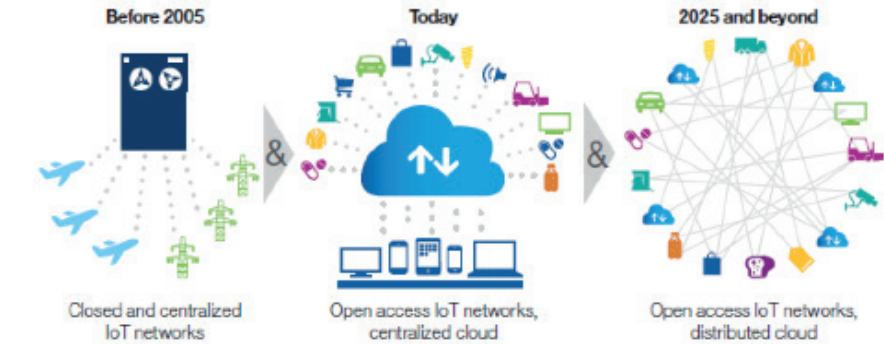 Before 2005
Today
2025 and beyond
&
&
Closed and centralized
IoT networks
Open access IoT networks,
centralized cloud
Open access IoT networks,
distributed cloud